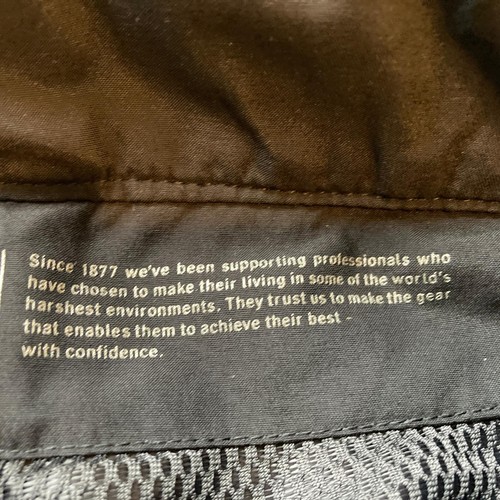 Since 1877 we've been supporting professionals who
have chosen to make their living in some of the world's
harshest environments. They trust us to make the gear
that enables them to achieve their best -
with confidence.